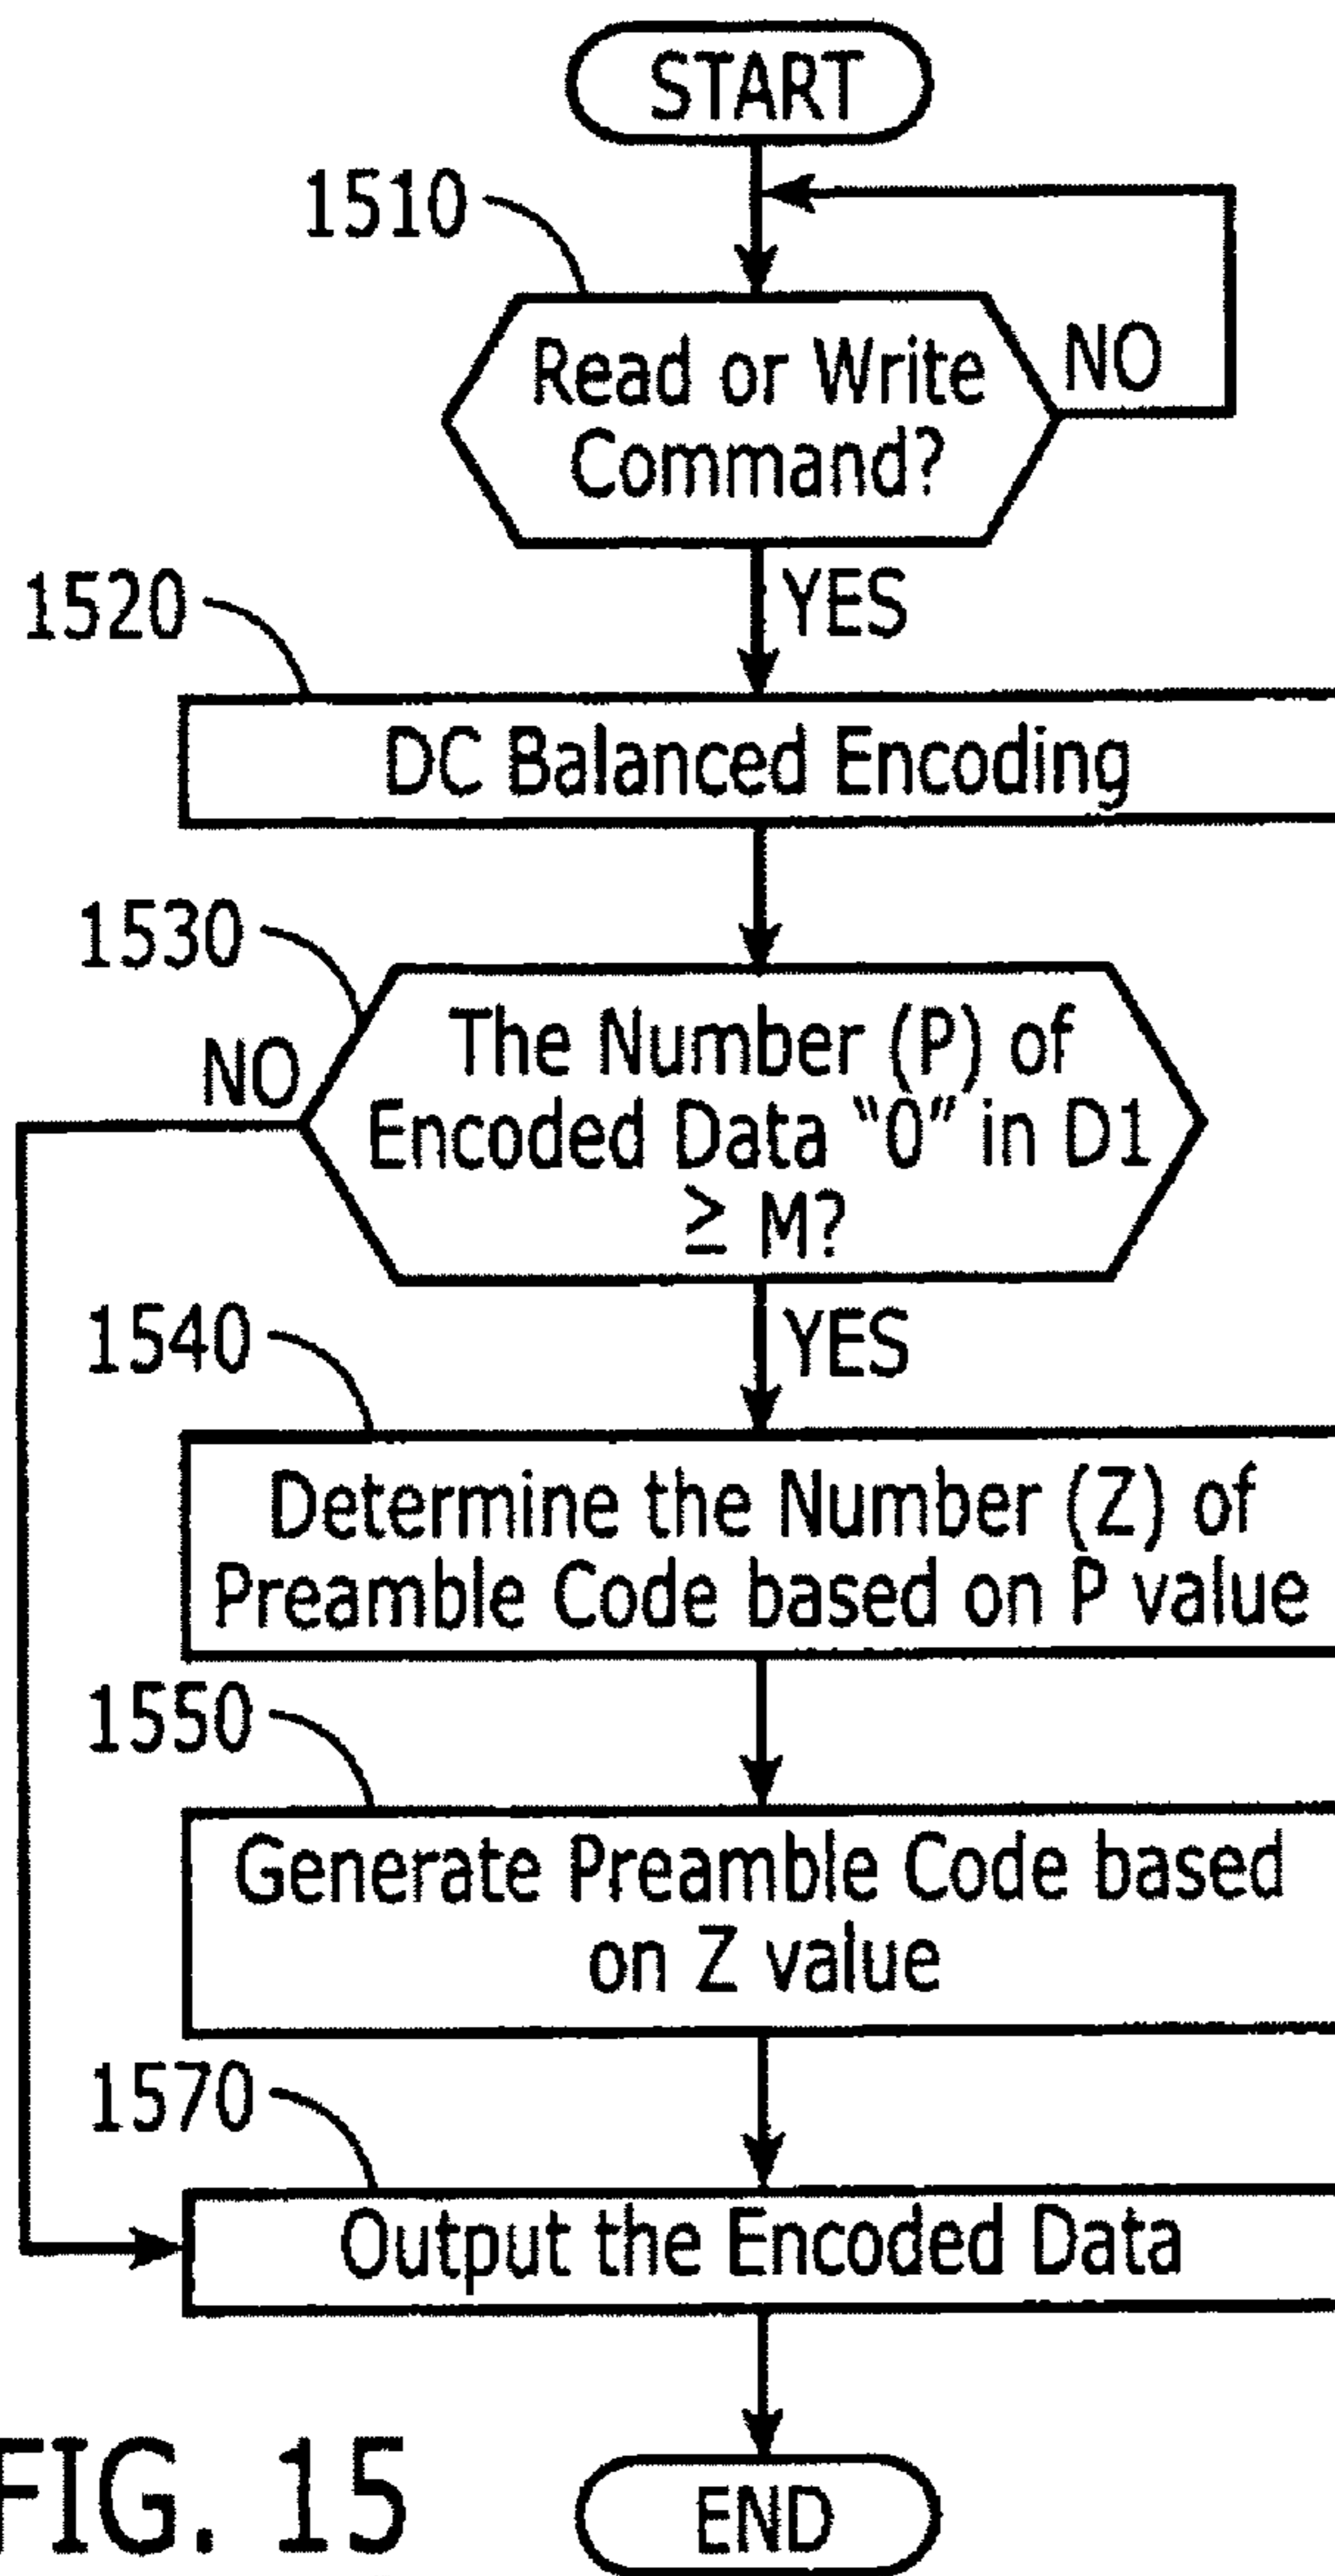 START
1510
Read or Write
Command?
NO
YES
1520
DC Balanced Encoding
1530
NO
The Number (P) of
Encoded Data “0” in D1
≥ M?
YES
1540
Determine the Number (Z) of
Preamble Code based on P value
1550
Generate Preamble Code based
on Z value
1570
Output the Encoded Data
END
FIG. 15